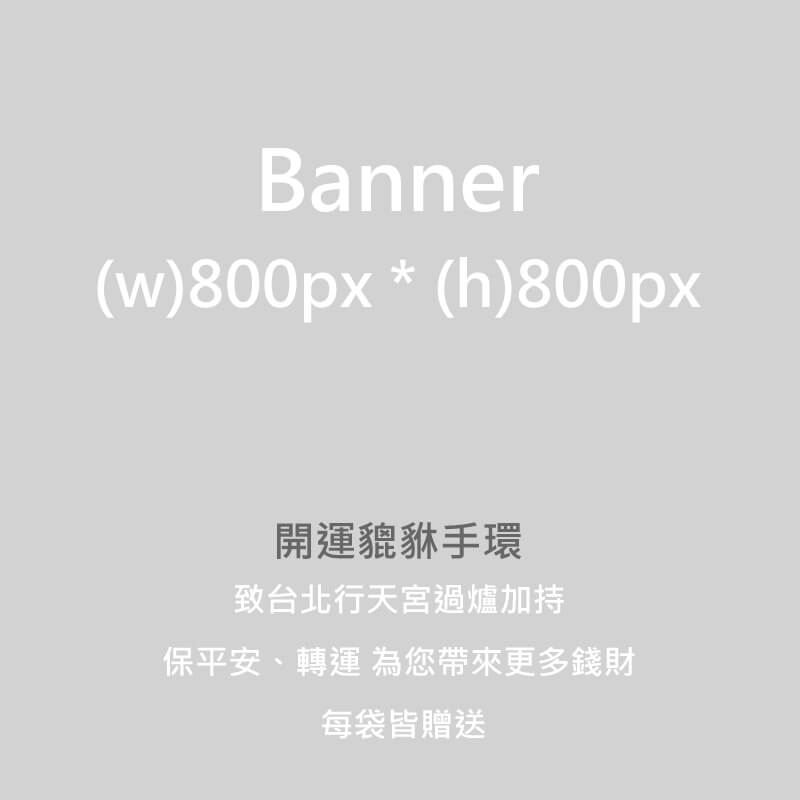 Banner
(w)800px * (h)800px
開運貔貅手環
致台北行天宮過爐加持
保平安、轉運 為您帶來更多錢財
每袋皆贈送